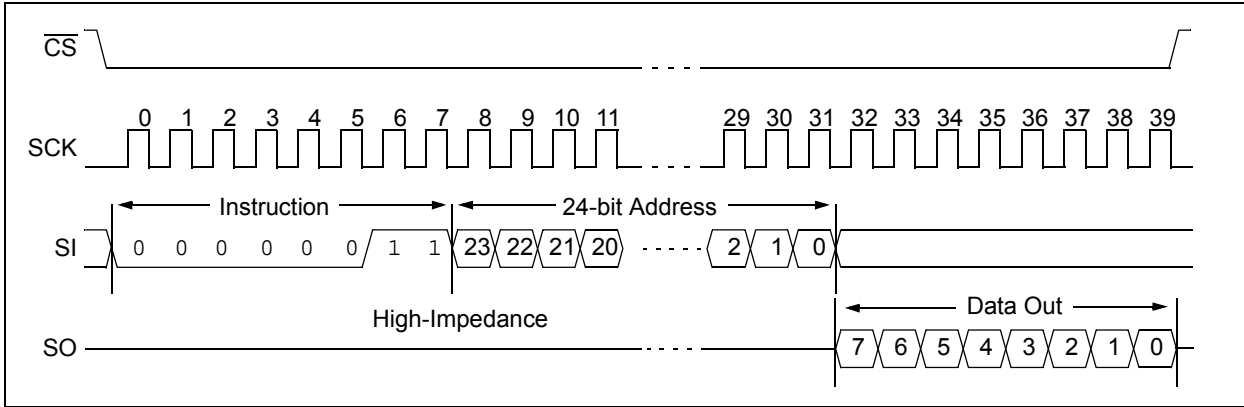 CS
0 1 2 3 4 5 6 7 8 9 10 11 29 30 31 32 33 34 35 36 37 38 39
SCK
Instruction 24-bit Address
SI 0 0 0 0 0 0 1 1 23 22 21 20 2 1 0
High-Impedance Data Out
SO 7 6 5 4 3 2 1 0